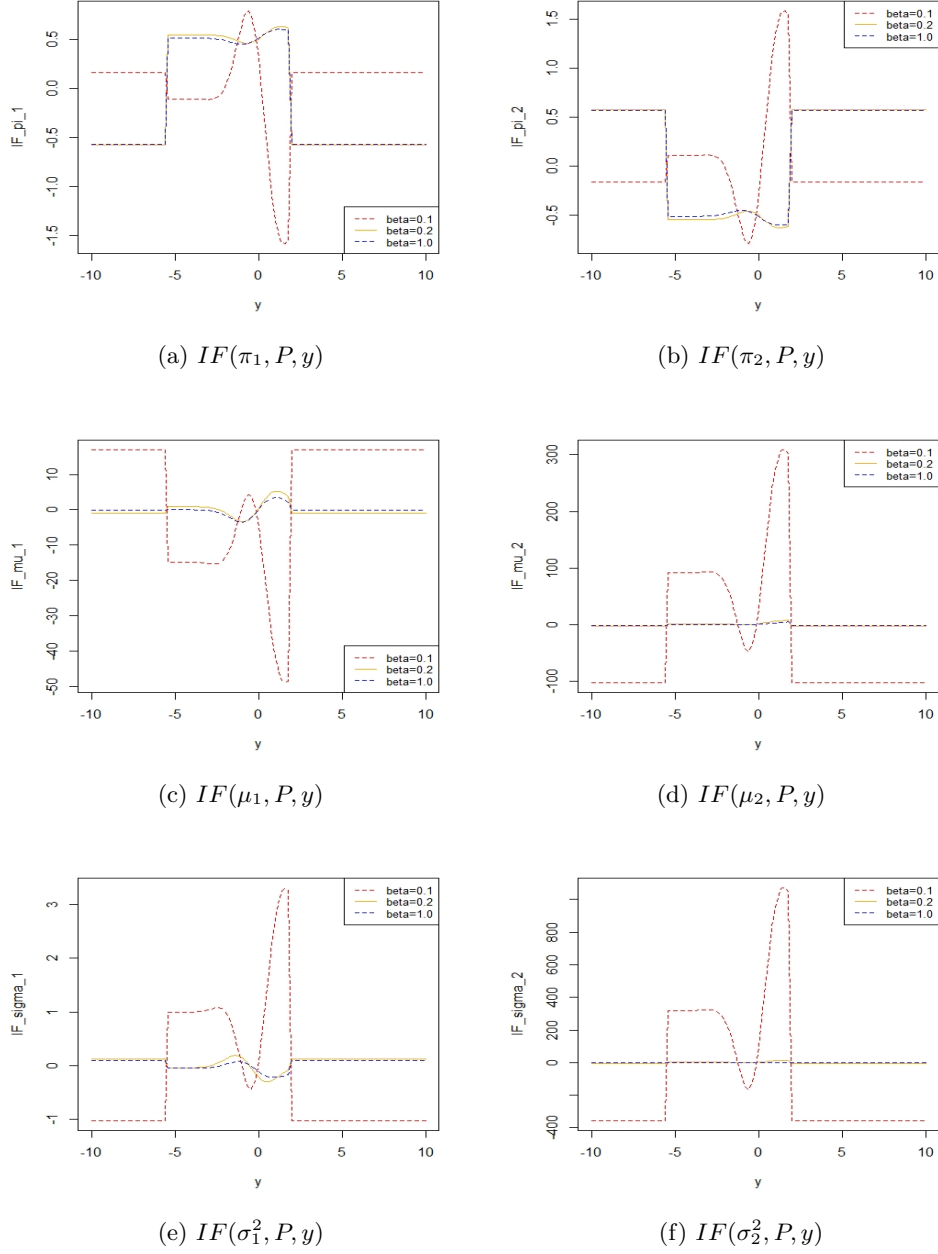 IF_pi_1
0.5
0.0
-0.5
-1.0
-1.5
beta=0.1
beta=0.2
beta=1.0
-10 -5 0 5 10
y
(a) IF(π₁, P, y)
IF_pi_2
1.5
1.0
0.5
0.0
-0.5
beta=0.1
beta=0.2
beta=1.0
-10 -5 0 5 10
y
(b) IF(π₂, P, y)
IF_mu_1
10
0
-10
-20
-30
-40
-50
beta=0.1
beta=0.2
beta=1.0
-10 -5 0 5 10
y
(c) IF(μ₁, P, y)
IF_mu_2
300
200
100
0
-100
beta=0.1
beta=0.2
beta=1.0
-10 -5 0 5 10
y
(d) IF(μ₂, P, y)
IF_sigma_1
3
2
1
0
-1
beta=0.1
beta=0.2
beta=1.0
-10 -5 0 5 10
y
(e) IF(σ₁², P, y)
IF_sigma_2
800
600
400
200
0
-400
beta=0.1
beta=0.2
beta=1.0
-10 -5 0 5 10
y
(f) IF(σ₂², P, y)